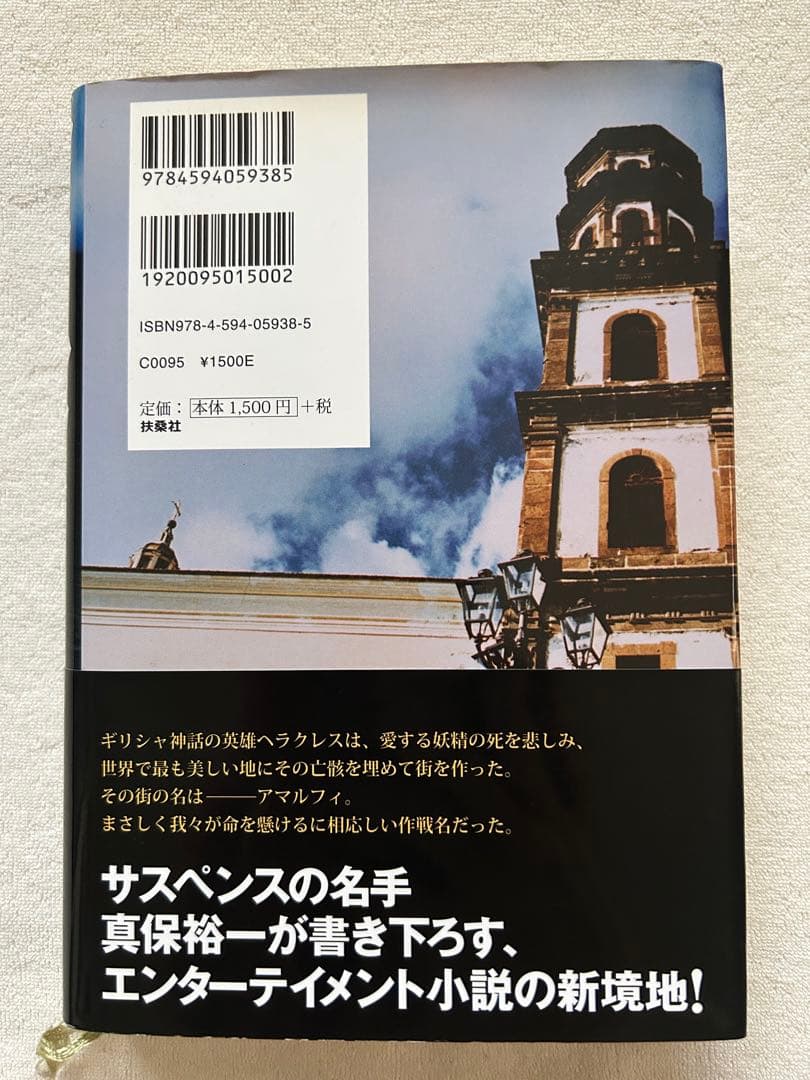 9784594059385
1920095015002
ISBN978-4-594-05938-5
C0095 ¥1500E
定価：本体1,500円＋税
扶桑社
ギリシャ神話の英雄ヘラクレスは、愛する妖精の死を悲しみ、
世界で最も美しい地にその亡骸を埋めて街を作った。
その街の名は――アマルフィ。
まさしく我々が命を懸けるに相応しい作戦名だった。
サスペンスの名手
真保裕一が書き下ろす、
エンターテイメント小説の新境地!